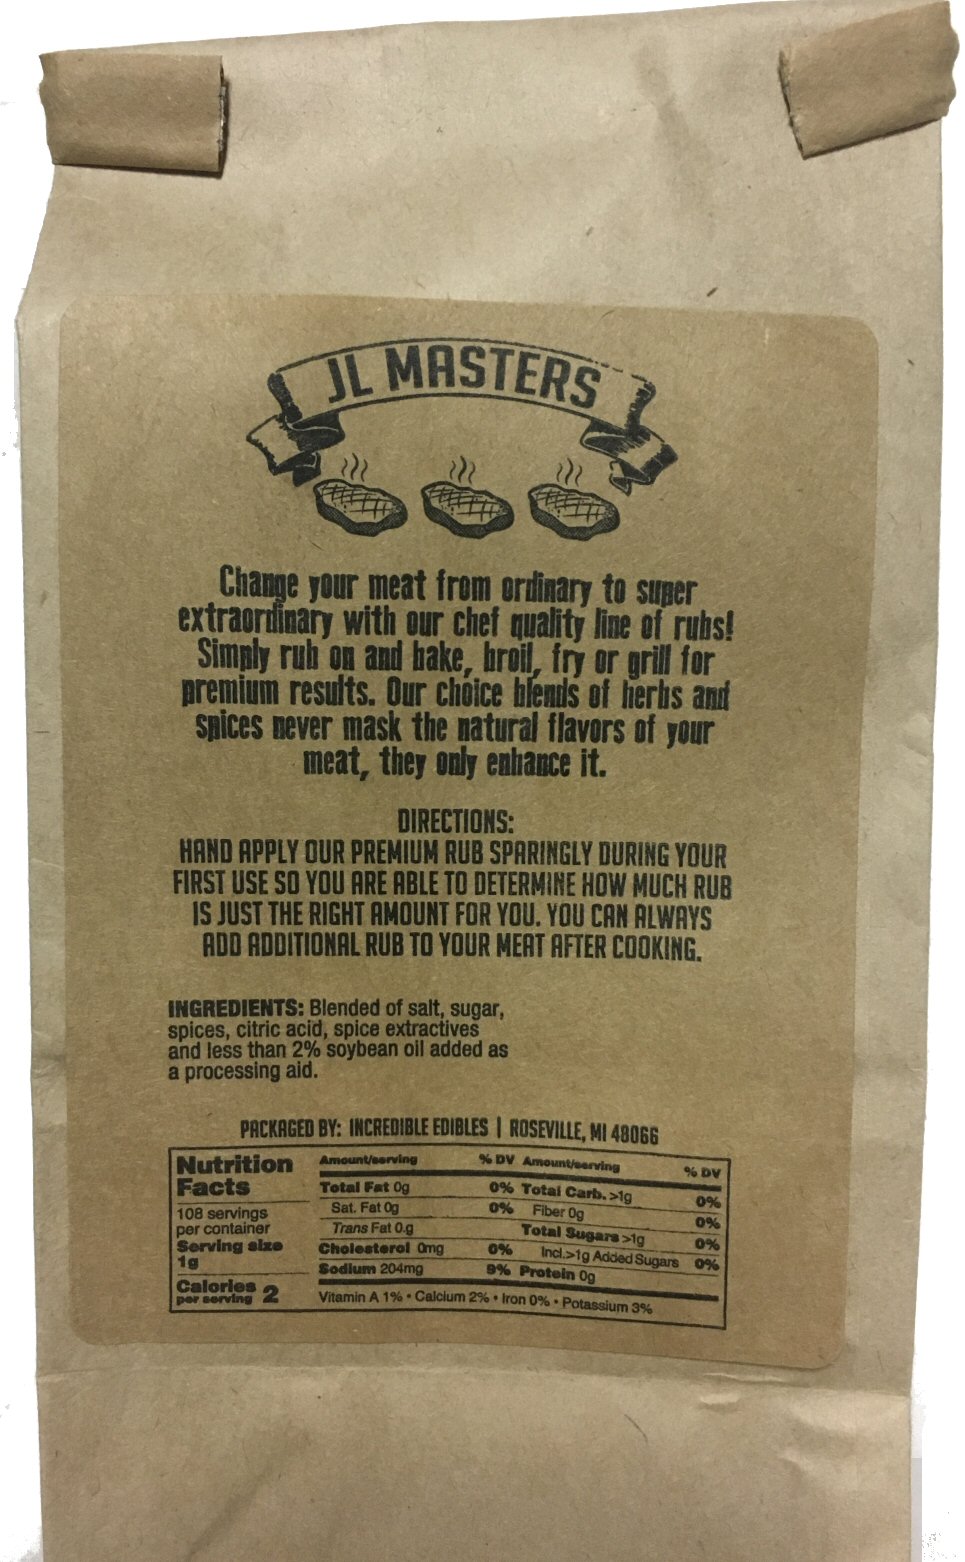 JL MASTERS
Change your meat from ordinary to super
extraordinary with our chef quality line of rubs!
Simply rub on and bake, broil, fry or grill for
premium results. Our choice blends of herbs and
spices never mask the natural flavors of your
meat, they only enhance it.
DIRECTIONS:
HAND APPLY OUR PREMIUM RUB SPARINGLY DURING YOUR
FIRST USE SO YOU ARE ABLE TO DETERMINE HOW MUCH RUB
IS JUST THE RIGHT AMOUNT FOR YOU. YOU CAN ALWAYS
ADD ADDITIONAL RUB TO YOUR MEAT AFTER COOKING.
INGREDIENTS: Blended of salt, sugar,
spices, citric acid, spice extractives
and less than 2% soybean oil added as
a processing aid.
PACKAGED BY: INCREDIBLE EDIBLES | ROSEVILLE, MI 48066
Nutrition
Facts
108 servings
per container
Serving size
1g
Calories
per serving 2
Amount/serving % DV
Total Fat 0g 0%
Sat. Fat 0g 0%
Trans Fat 0.g
Cholesterol 0mg 0%
Sodium 204mg 9%
Amount/serving % DV
Total Carb. >1g 0%
Fiber 0g 0%
Total Sugars >1g 0%
Incl.>1g Added Sugars 0%
Protein 0g
Vitamin A 1% • Calcium 2% • Iron 0% • Potassium 3%